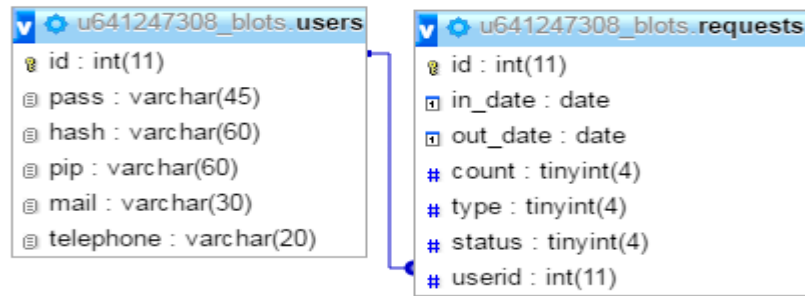 u641247308_blots.users
id : int(11)
pass : varchar(45)
hash : varchar(60)
pip : varchar(60)
mail : varchar(30)
telephone : varchar(20)
u641247308_blots.requests
id : int(11)
in_date : date
out_date : date
count : tinyint(4)
type : tinyint(4)
status : tinyint(4)
userid : int(11)